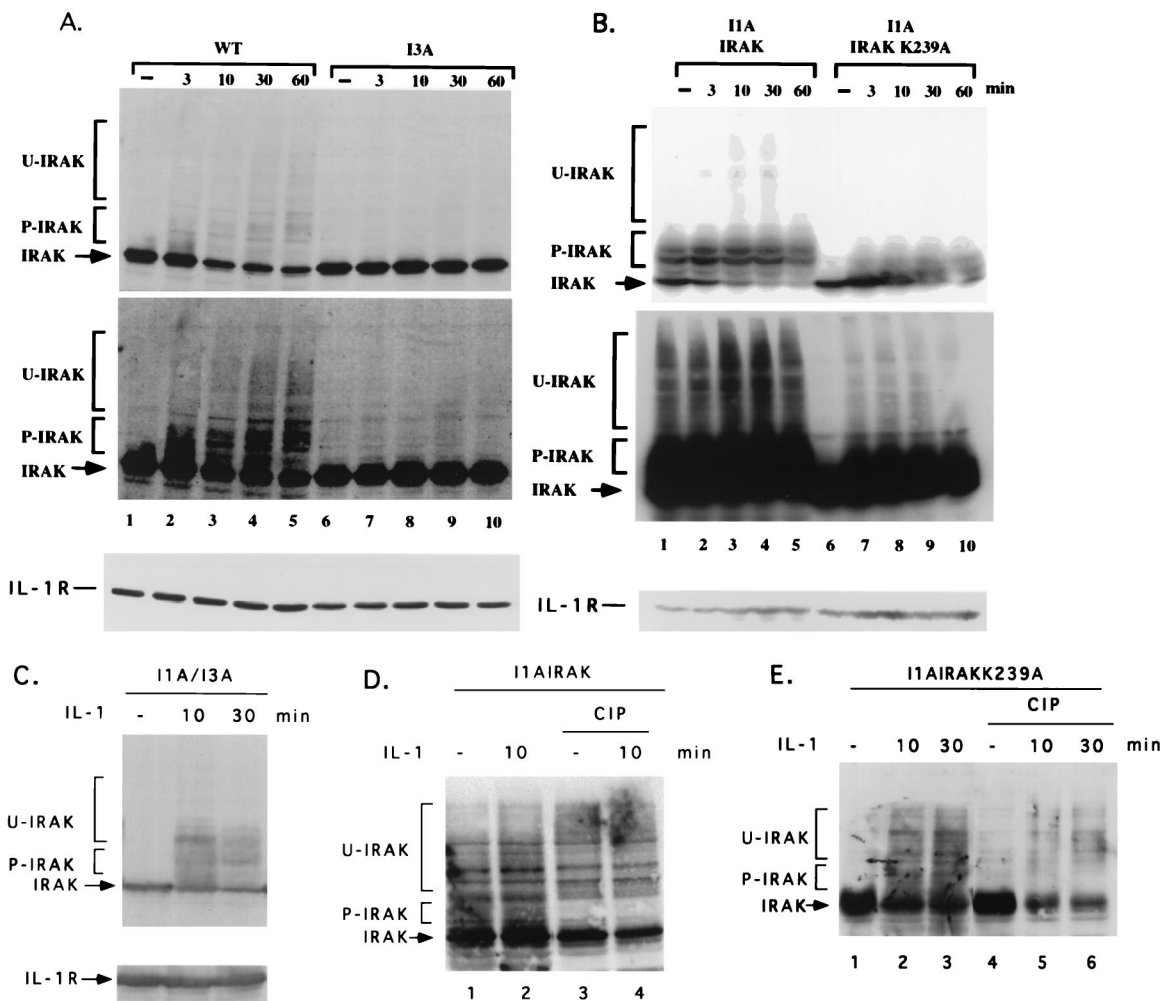 A.
WT I3A
– 3 10 30 60 – 3 10 30 60
U-IRAK
P-IRAK
IRAK
U-IRAK
P-IRAK
IRAK
1 2 3 4 5 6 7 8 9 10
IL-1R
B.
I1A I1A
IRAK IRAK K239A
– 3 10 30 60 – 3 10 30 60 min
U-IRAK
P-IRAK
IRAK
U-IRAK
P-IRAK
IRAK
1 2 3 4 5 6 7 8 9 10
IL-1R
C.
I1A/I3A
IL-1 - 10 30 min
U-IRAK
P-IRAK
IRAK
IL-1R
D.
I1AIRAK
CIP
IL-1 - 10 - 10 min
U-IRAK
P-IRAK
IRAK
1 2 3 4
E.
I1AIRAKK239A
CIP
IL-1 - 10 30 - 10 30 min
U-IRAK
P-IRAK
IRAK
1 2 3 4 5 6